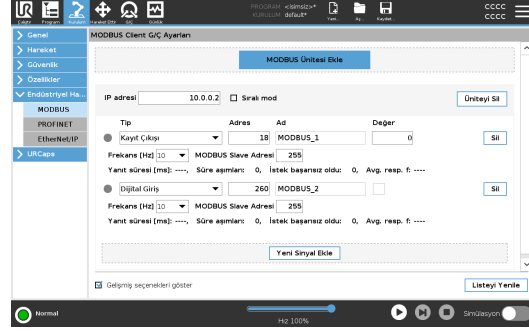 PROGRAM <isimsiz>*
KURULUM default*
Çalıştır Program Kurulum Hareket Ettir G/Ç Günlük Yeni... Aç... Kaydet...
CCCC
CCCC
Genel
Hareket
Güvenlik
Özellikler
Endüstriyel Ha...
MODBUS
PROFINET
EtherNet/IP
URCaps
MODBUS Client G/Ç Ayarları
MODBUS Ünitesi Ekle
IP adresi 10.0.0.2 Sıralı mod Üniteyi Sil
Tip Adres Ad Değer
Kayıt Çıkışı 18 MODBUS_1 0 Sil
Frekans [Hz] 10 MODBUS Slave Adresi 255
Yanıt süresi [ms]: ----, Süre aşımları: 0, İstek başarısız oldu: 0, Avg. resp. f: ----
Dijital Giriş 260 MODBUS_2 Sil
Frekans [Hz] 10 MODBUS Slave Adresi 255
Yanıt süresi [ms]: ----, Süre aşımları: 0, İstek başarısız oldu: 0, Avg. resp. f: ----
Yeni Sinyal Ekle
Gelişmiş seçenekleri göster Listeyi Yenile
Normal Hız 100% Simülasyon